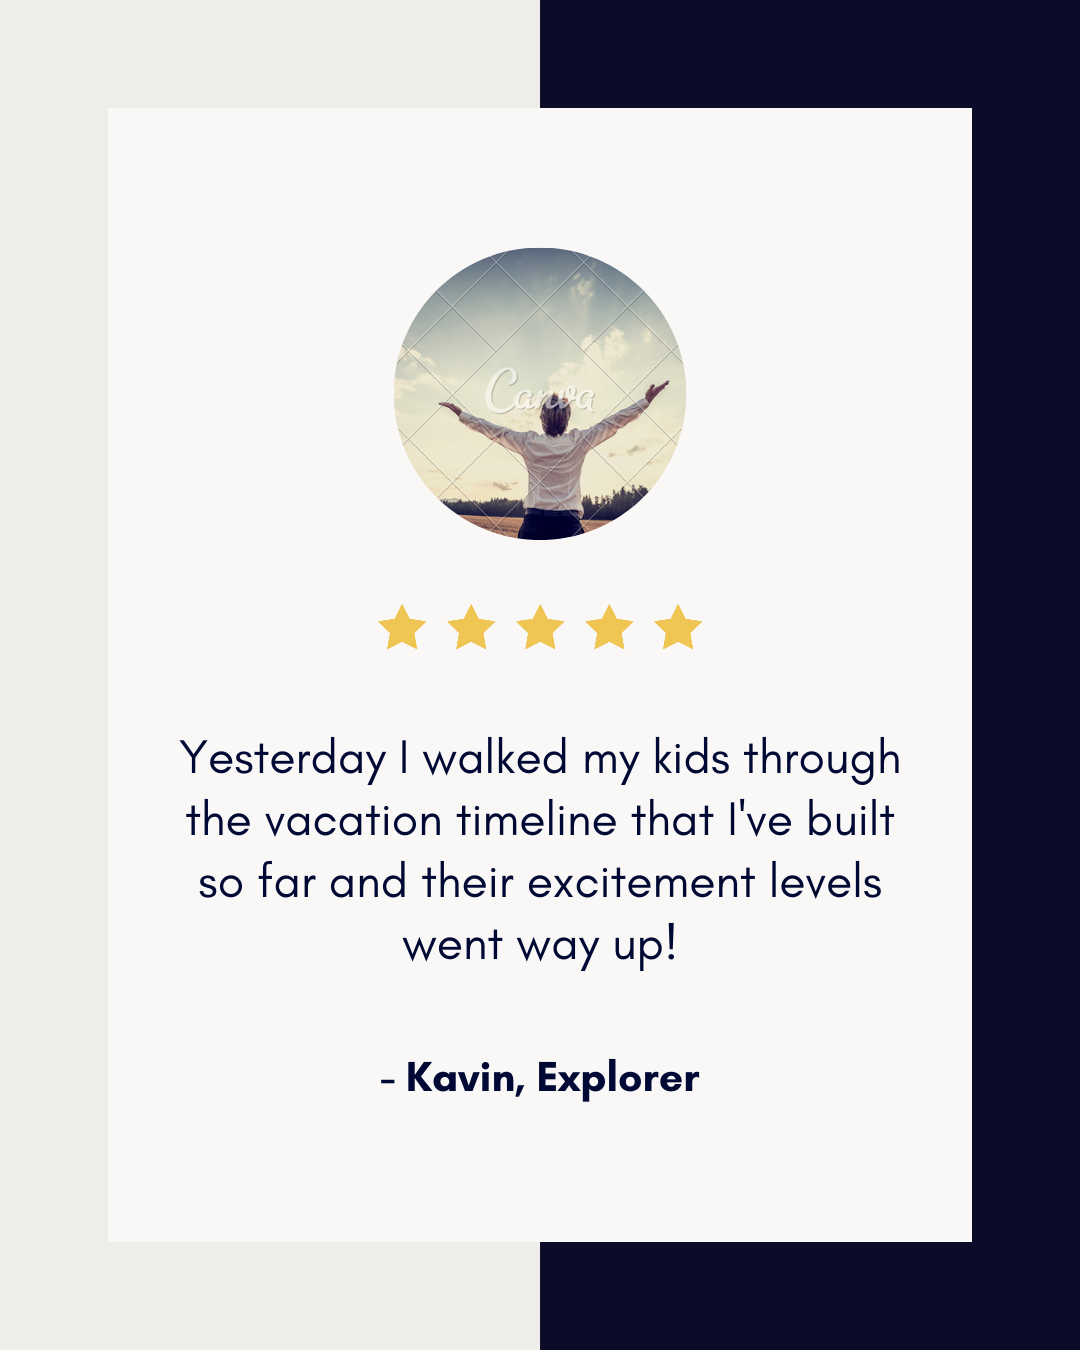 Canva
Yesterday I walked my kids through
the vacation timeline that I've built
so far and their excitement levels
went way up!
- Kavin, Explorer